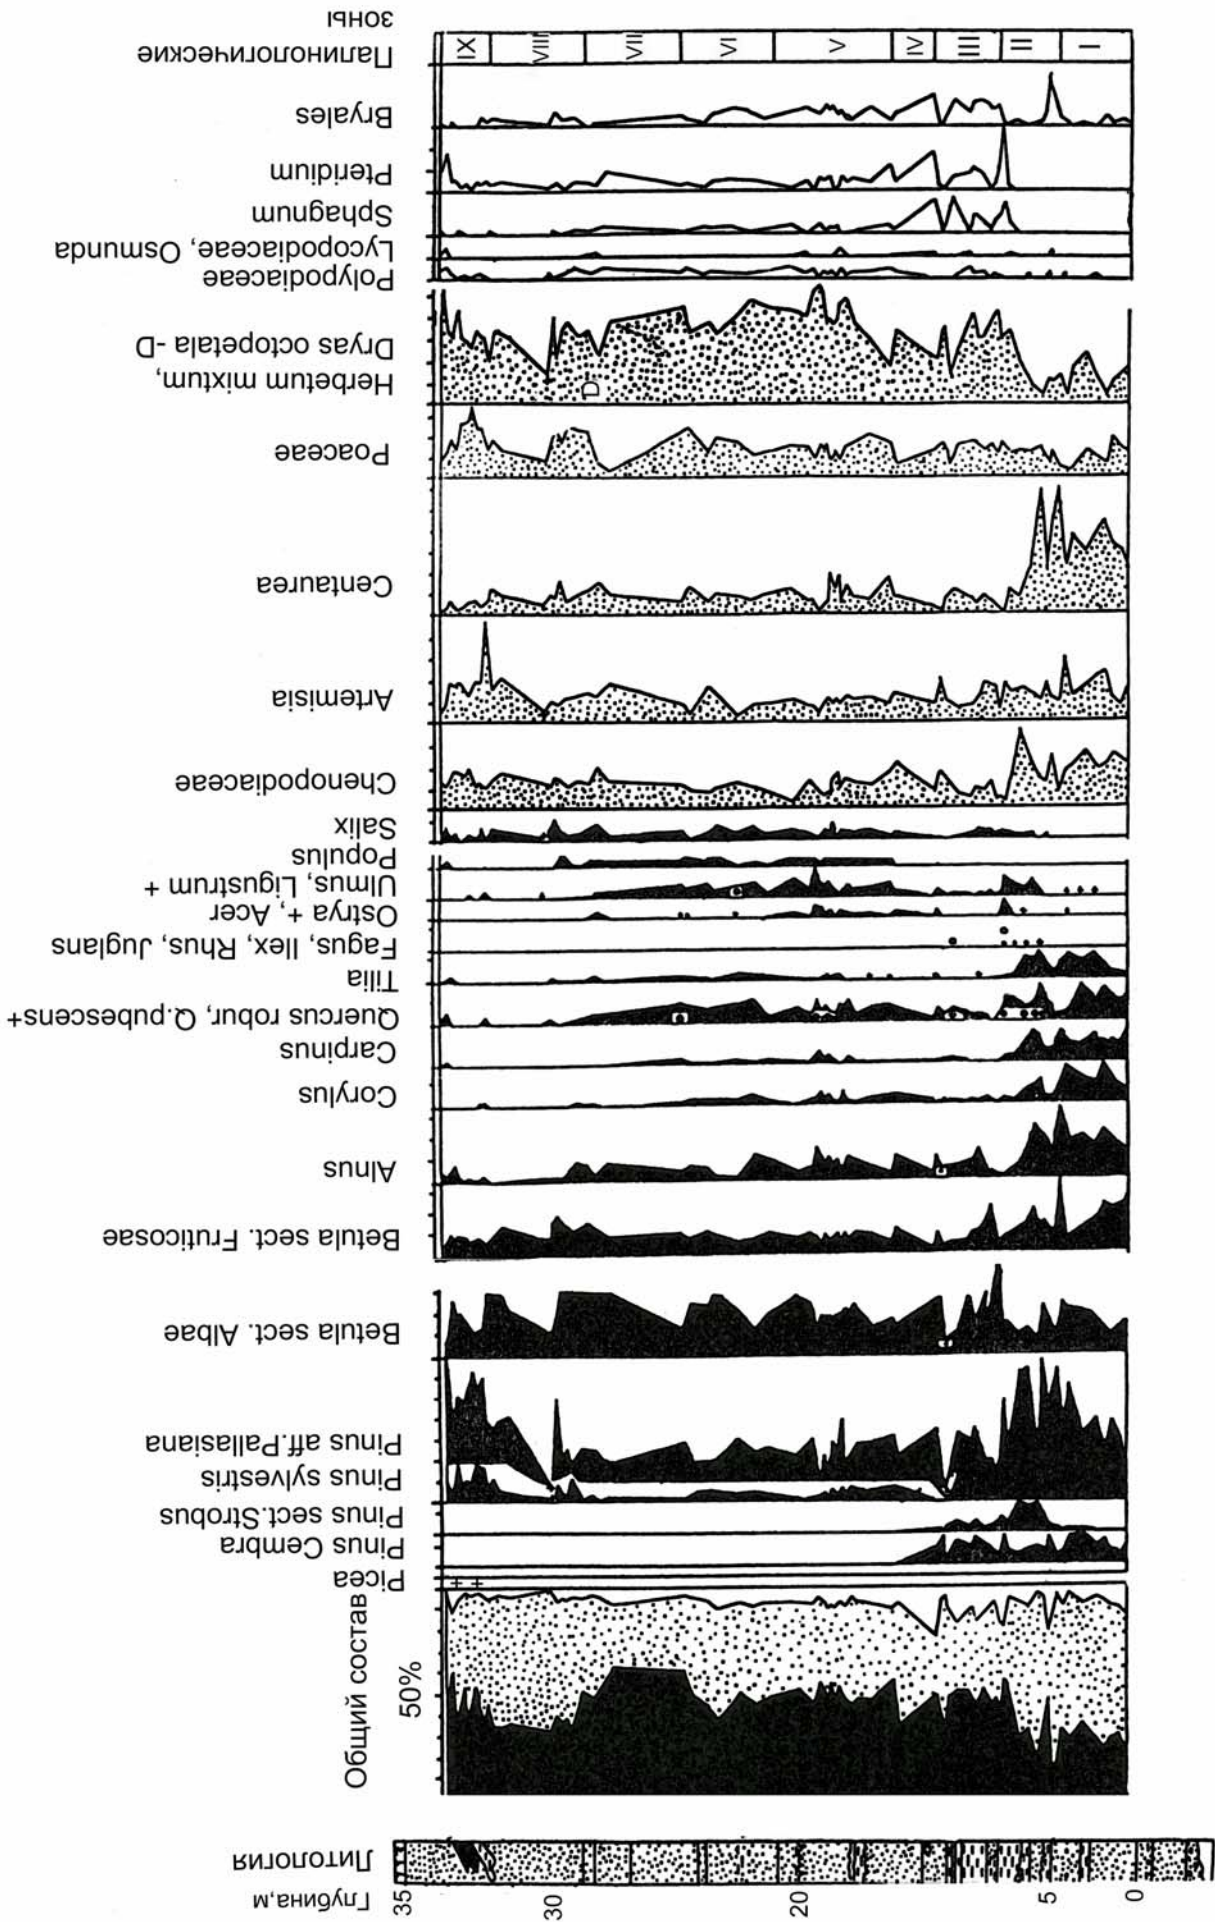 Глубина,м
Литология
Общий состав
50%
Picea
Pinus Cembra
Pinus sect.Strobus
Pinus sylvestris
Pinus aff.Pallasiana
Betula sect. Albae
Betula sect. Fruticosae
Alnus
Corylus
Carpinus
Quercus robur, Q.pubescens+
Tilia
Fagus, Ilex, Rhus, Juglans
Ostrya +, Acer
Ulmus, Ligustrum +
Populus
Salix
Chenopodiaceae
Artemisia
Centaurea
Poaceae
Herbetum mixtum,
Dryas octopetala -D
Polypodiaceae
Lycopodiaceae, Osmunda
Sphagnum
Pteridium
Bryales
Палинологические
зоны
35
30
20
5
0
++
D
IX
VIII
VII
VI
V
IV
III
II
I